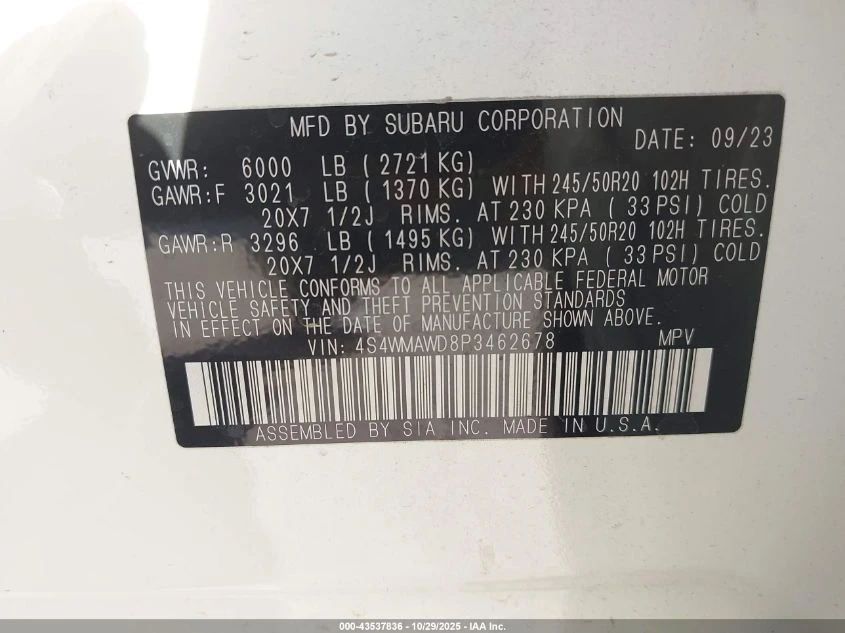 MFD BY SUBARU CORPORATION
DATE: 09/23
GVWR: 6000 LB ( 2721 KG)
GAWR:F 3021 LB ( 1370 KG) WITH 245/50R20 102H TIRES.
20X7 1/2J RIMS. AT 230 KPA ( 33 PSI) COLD
GAWR:R 3296 LB ( 1495 KG) WITH 245/50R20 102H TIRES.
20X7 1/2J RIMS. AT 230 KPA ( 33 PSI) COLD
THIS VEHICLE CONFORMS TO ALL APPLICABLE FEDERAL MOTOR
VEHICLE SAFETY AND THEFT PREVENTION STANDARDS
IN EFFECT ON THE DATE OF MANUFACTURE SHOWN ABOVE.
VIN: 4S4WMAWD8P3462678 MPV
ASSEMBLED BY SIA INC. MADE IN U.S.A.
000-43537836 - 10/29/2025 - IAA Inc.